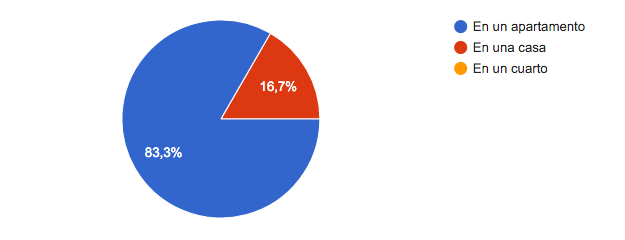 En un apartamento
En una casa
En un cuarto
16,7%
83,3%